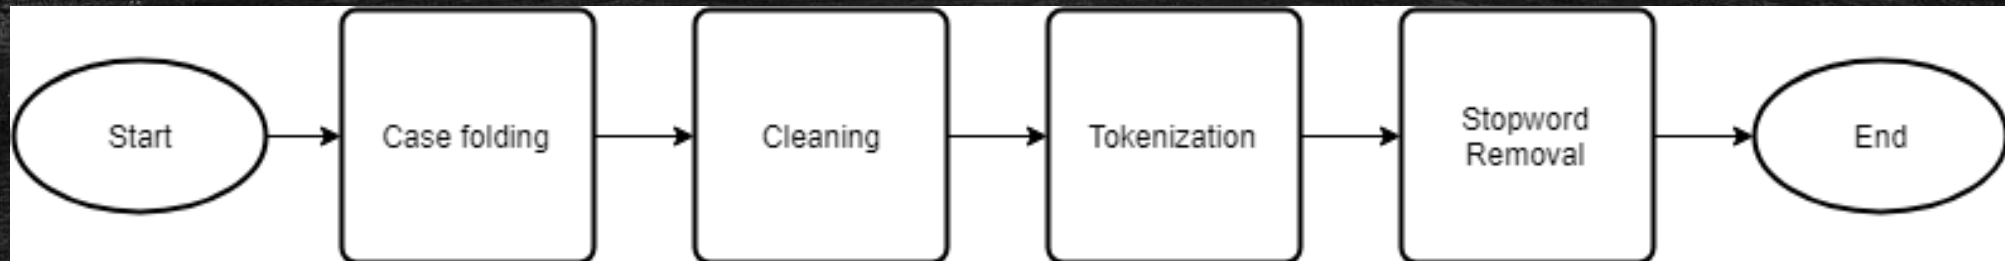 Start
Case folding
Cleaning
Tokenization
Stopword
Removal
End